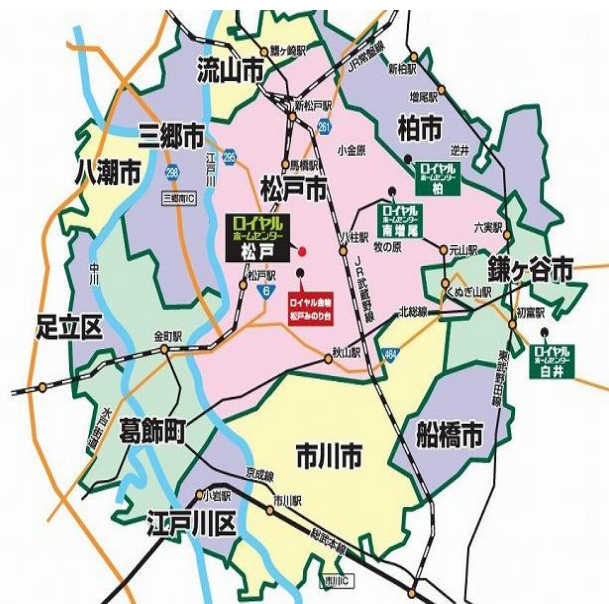 鰭ヶ崎駅
流山市
JR常磐線
新柏駅
増尾駅
新松戸駅
261
柏市
三郷市
江戸川
295
小金原
逆井
八潮市
298
馬橋駅
ロイヤル
ホームセンター
柏
三郷南IC
松戸市
ロイヤル
ホームセンター
南増尾
ロイヤル
ホームセンター
松戸
六実駅
八柱駅
牧の原
元山駅
鎌ヶ谷市
中川
松戸駅
6
JR武蔵野線
くぬぎ山駅
ロイヤル金物
松戸みのり台
北総線
初富駅
足立区
金町駅
秋山駅
464
ロイヤル
ホームセンター
白井
東武野田線
水戸街道
葛飾町
市川市
船橋市
京成線
小岩駅
市川駅
江戸川区
総武本線
市川IC